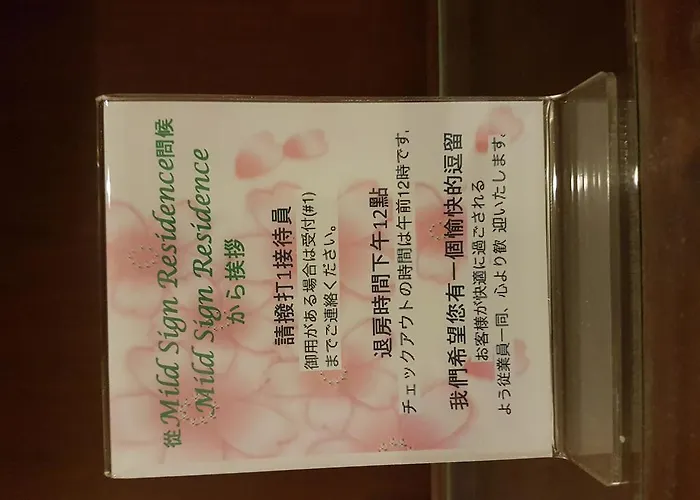 從Mild Sign Residence問候
Mild Sign Residence
から挨拶
請撥打1接待員
御用がある場合は受付(#1)
までご連絡ください。
退房時間下午12點
チェックアウトの時間は午前12時です。
我們希望您有一個愉快的逗留
お客様が快適に過ごされる
よう従業員一同、心より歓 迎いたします。